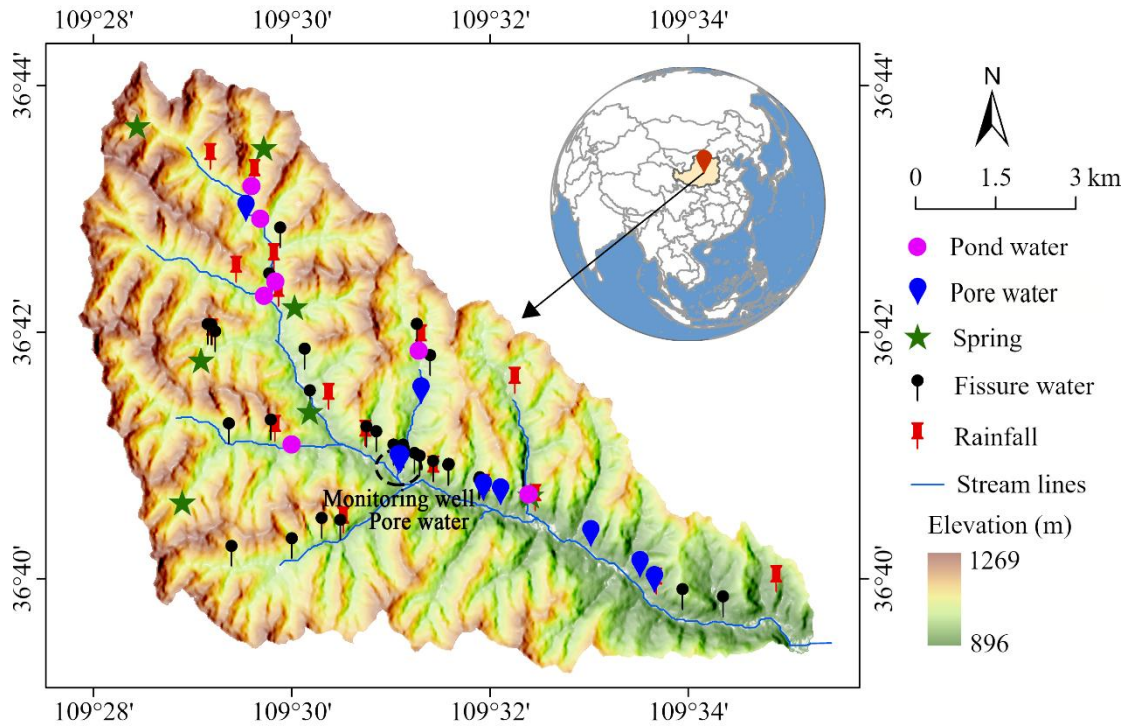 109°28' 109°30' 109°32' 109°34'
36°44' 36°44'
N
0 1.5 3 km
Pond water
Pore water
36°42' 36°42'
Spring
Fissure water
Rainfall
Monitoring well
Pore water
Stream lines
Elevation (m)
1269
896
36°40' 36°40'
109°28' 109°30' 109°32' 109°34'